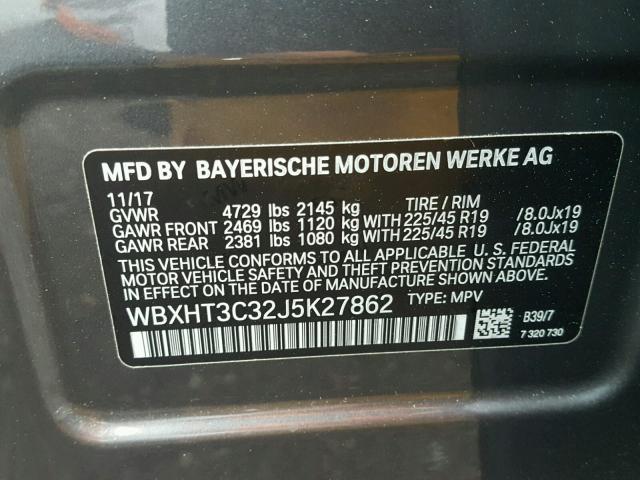 MFD BY BAYERISCHE MOTOREN WERKE AG
11/17 TIRE / RIM
GVWR 4729 lbs 2145 kg
GAWR FRONT 2469 lbs 1120 kg WITH 225/45 R19 /8.0Jx19
GAWR REAR 2381 lbs 1080 kg WITH 225/45 R19 /8.0Jx19
THIS VEHICLE CONFORMS TO ALL APPLICABLE U. S. FEDERAL
MOTOR VEHICLE SAFETY, BUMPER, AND THEFT PREVENTION
STANDARDS IN EFFECT ON THE DATE OF MANUFACTURE SHOWN
ABOVE.
WBXHT3C32J5K27862 TYPE: MPV
B39/7
7 320 730